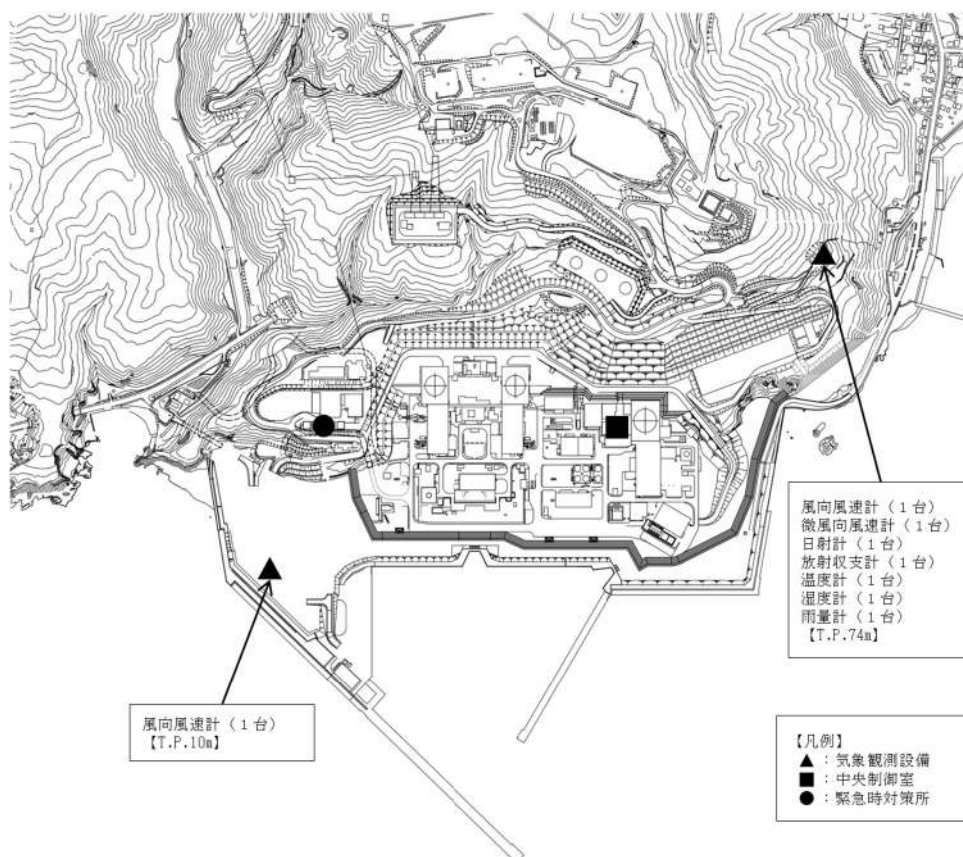 風向風速計（１台）
微風向風速計（１台）
日射計（１台）
放射収支計（１台）
温度計（１台）
湿度計（１台）
雨量計（１台）
【T.P.74m】
風向風速計（１台）
【T.P.10m】
【凡例】
▲：気象観測設備
■：中央制御室
●：緊急時対策所